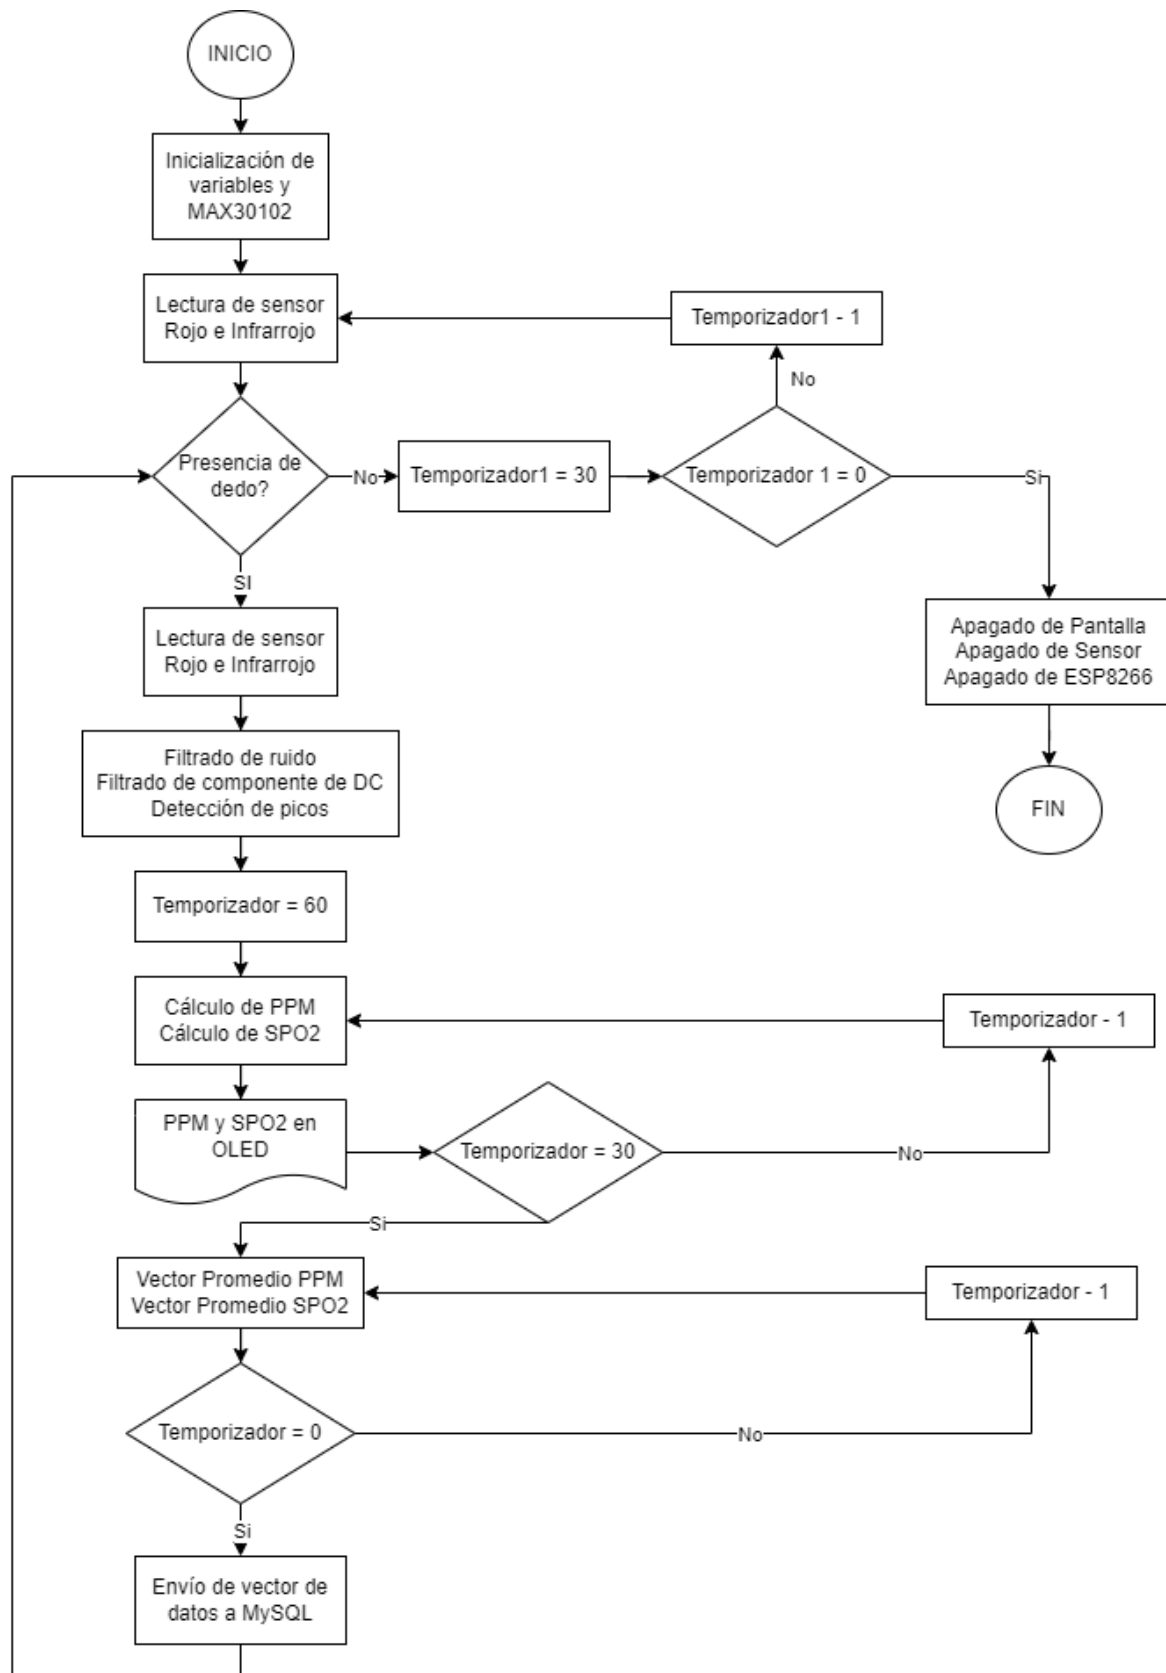 INICIO
Inicialización de
variables y
MAX30102
Lectura de sensor
Rojo e Infrarrojo
Temporizador1 - 1
No
Presencia de
dedo?
No
Temporizador1 = 30
Temporizador 1 = 0
Si
SI
Lectura de sensor
Rojo e Infrarrojo
Apagado de Pantalla
Apagado de Sensor
Apagado de ESP8266
Filtrado de ruido
Filtrado de componente de DC
Detección de picos
FIN
Temporizador = 60
Cálculo de PPM
Cálculo de SPO2
Temporizador - 1
PPM y SPO2 en
OLED
Temporizador = 30
No
Si
Vector Promedio PPM
Vector Promedio SPO2
Temporizador - 1
Temporizador = 0
No
Si
Envío de vector de
datos a MySQL